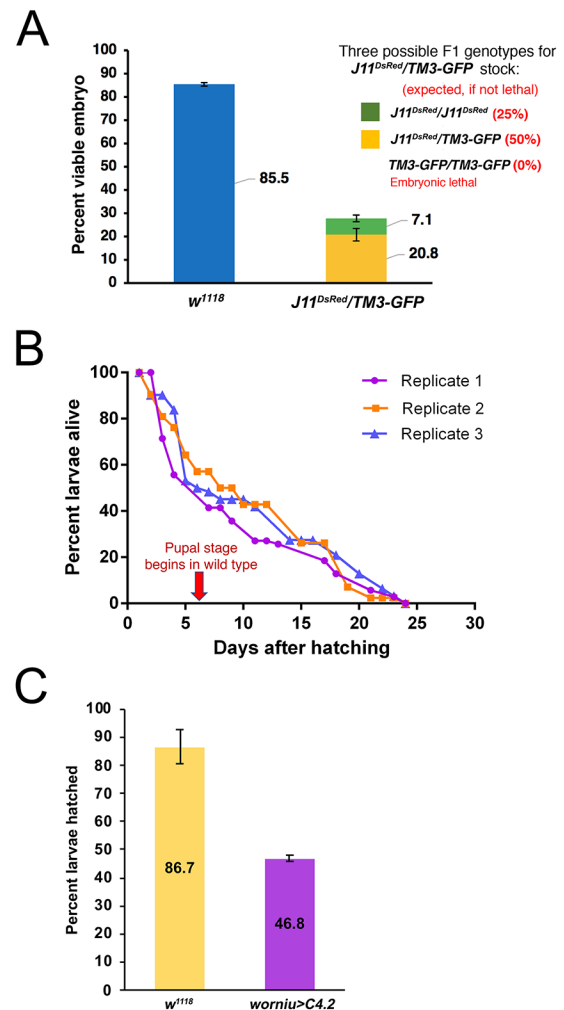 A
Three possible F1 genotypes for
J11DsRed/TM3-GFP stock:
(expected, if not lethal)
J11DsRed/J11DsRed (25%)
J11DsRed/TM3-GFP (50%)
TM3-GFP/TM3-GFP (0%)
Embryonic lethal
Percent viable embryo
100
90
80
70
60
50
40
30
20
10
0
85.5
7.1
20.8
w1118
J11DsRed/TM3-GFP
B
Percent larvae alive
100
80
60
40
20
0
Replicate 1
Replicate 2
Replicate 3
Pupal stage
begins in wild type
0 5 10 15 20 25 30
Days after hatching
C
Percent larvae hatched
100
90
80
70
60
50
40
30
20
10
0
86.7
46.8
w1118
worniu>C4.2